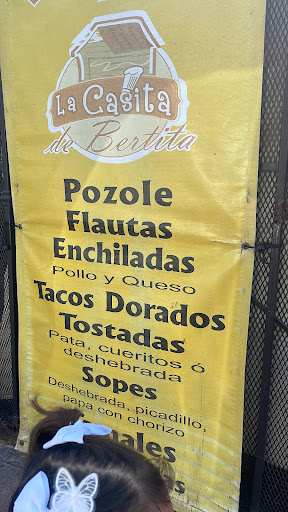 La Casita
de Bertita
Pozole
Flautas
Enchiladas
Pollo y Queso
Tacos Dorados
Tostadas
Pata, cueritos ó
deshebrada
Sopes
Deshebrada, picadillo,
papa con chorizo